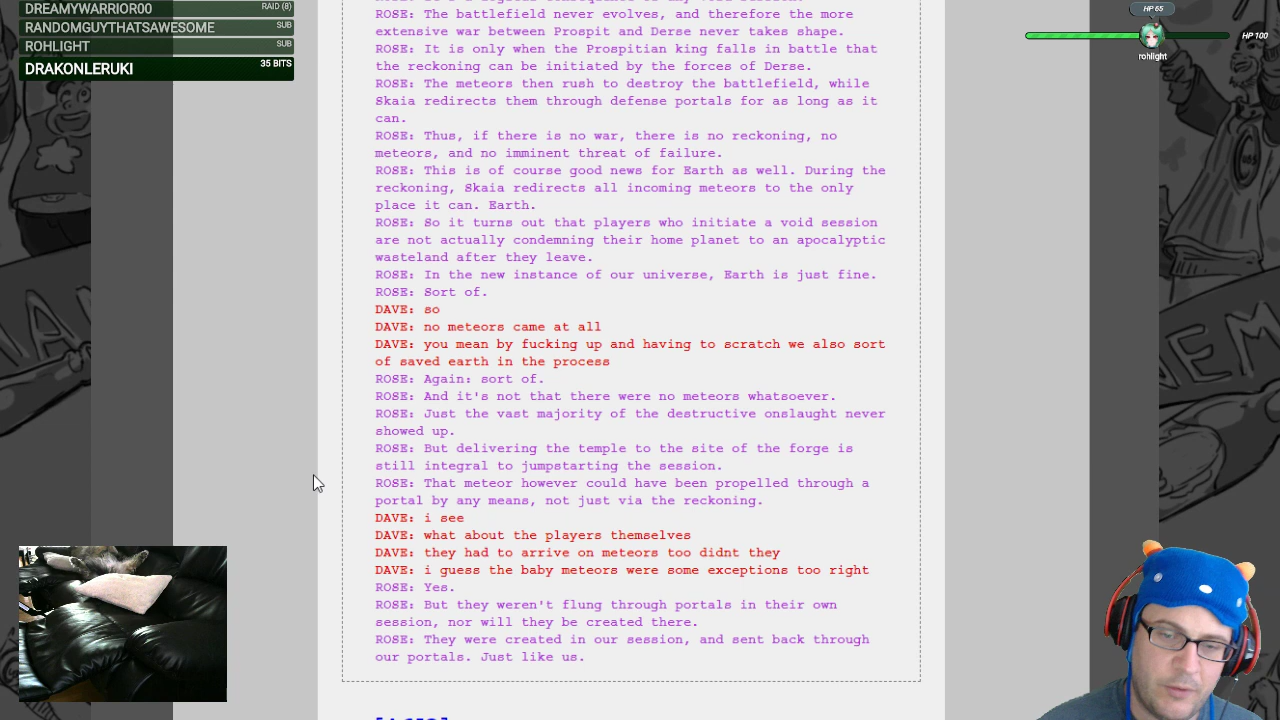 DREAMYWARRIOR00 RAID (8)
RANDOMGUYTHATSAWESOME SUB
ROHLIGHT SUB
DRAKONLERUKI 35 BITS
HP 65
HP 100
rohlight
ROSE: The battlefield never evolves, and therefore the more
extensive war between Prospit and Derse never takes shape.
ROSE: It is only when the Prospitian king falls in battle that
the reckoning can be initiated by the forces of Derse.
ROSE: The meteors then rush to destroy the battlefield, while
Skaia redirects them through defense portals for as long as it
can.
ROSE: Thus, if there is no war, there is no reckoning, no
meteors, and no imminent threat of failure.
ROSE: This is of course good news for Earth as well. During the
reckoning, Skaia redirects all incoming meteors to the only
place it can. Earth.
ROSE: So it turns out that players who initiate a void session
are not actually condemning their home planet to an apocalyptic
wasteland after they leave.
ROSE: In the new instance of our universe, Earth is just fine.
ROSE: Sort of.
DAVE: so
DAVE: no meteors came at all
DAVE: you mean by fucking up and having to scratch we also sort
of saved earth in the process
ROSE: Again: sort of.
ROSE: And it's not that there were no meteors whatsoever.
ROSE: Just the vast majority of the destructive onslaught never
showed up.
ROSE: But delivering the temple to the site of the forge is
still integral to jumpstarting the session.
ROSE: That meteor however could have been propelled through a
portal by any means, not just via the reckoning.
DAVE: i see
DAVE: what about the players themselves
DAVE: they had to arrive on meteors too didnt they
DAVE: i guess the baby meteors were some exceptions too right
ROSE: Yes.
ROSE: But they weren't flung through portals in their own
session, nor will they be created there.
ROSE: They were created in our session, and sent back through
our portals. Just like us.